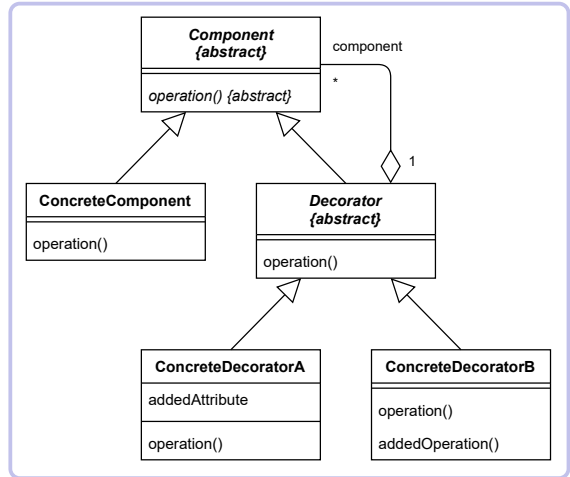 Component
{abstract}
operation() {abstract}
component
*
1
ConcreteComponent
operation()
Decorator
{abstract}
operation()
ConcreteDecoratorA
addedAttribute
operation()
ConcreteDecoratorB
operation()
addedOperation()